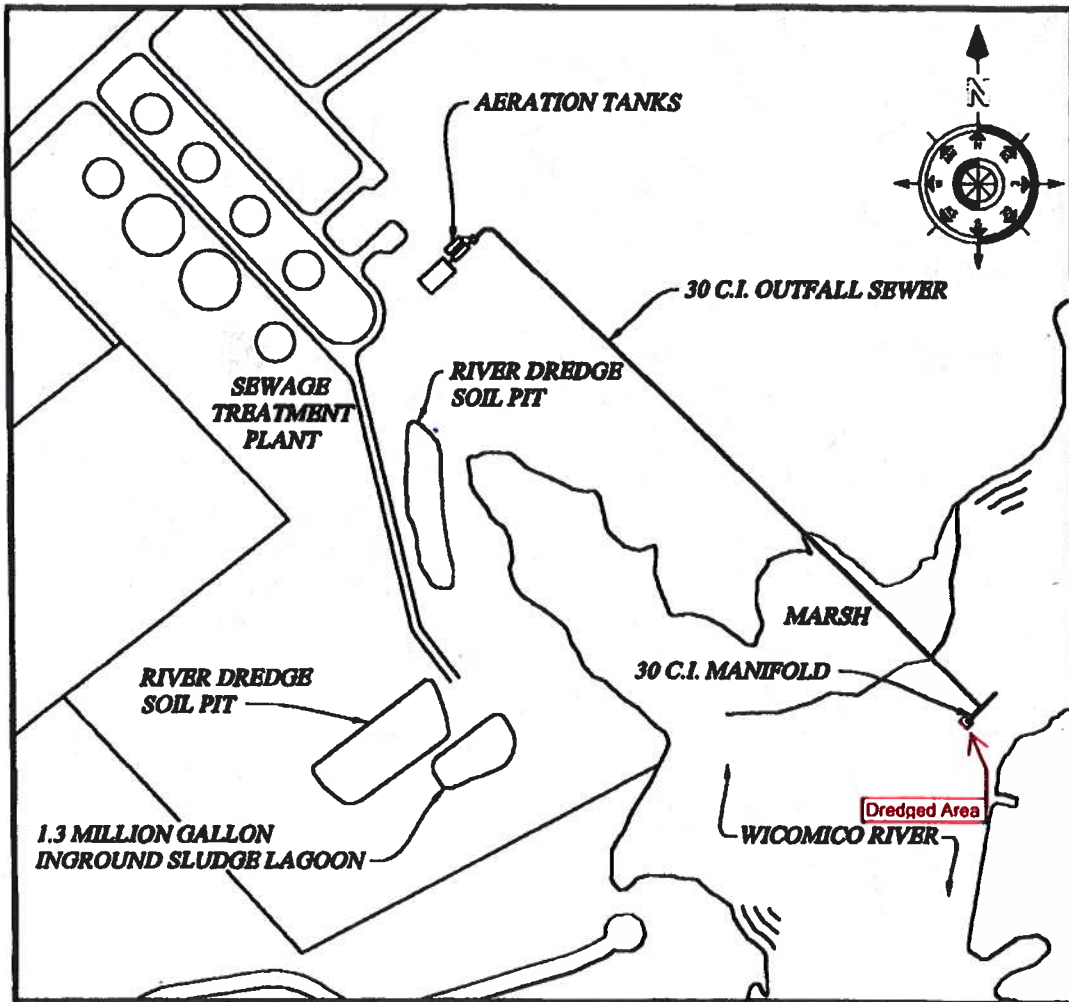 AERATION TANKS
N
30 C.I. OUTFALL SEWER
RIVER DREDGE
SOIL PIT
SEWAGE
TREATMENT
PLANT
MARSH
30 C.I. MANIFOLD
RIVER DREDGE
SOIL PIT
Dredged Area
WICOMICO RIVER
1.3 MILLION GALLON
INGROUND SLUDGE LAGOON